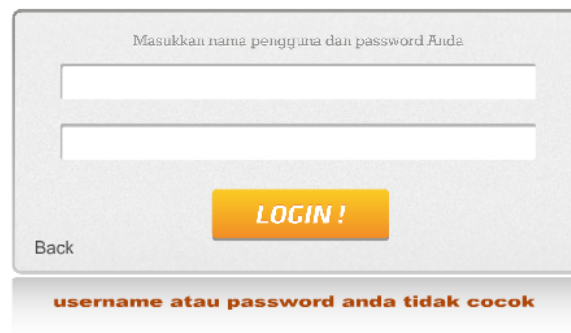 Masukkan nama pengguna dan password Anda
LOGIN !
Back
username atau password anda tidak cocok